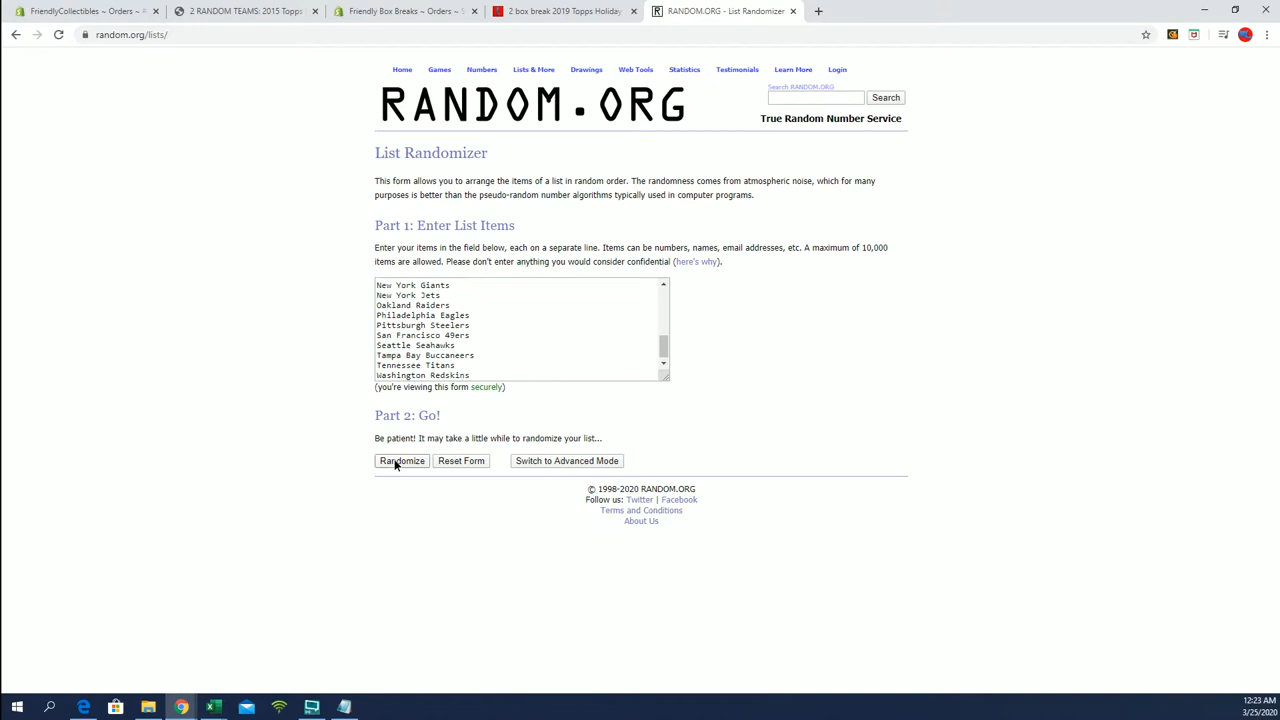 FriendlyCollectibles ~ Orders ~
2 RANDOM TEAMS: 2015 Topps
Friendly Box Breaks ~ Orders ~ S
2 box break 2019 Topps Holiday
RANDOM.ORG - List Randomizer
random.org/lists/
Home Games Numbers Lists & More Drawings Web Tools Statistics Testimonials Learn More Login
RANDOM.ORG
Search RANDOM.ORG
Search
True Random Number Service
List Randomizer
This form allows you to arrange the items of a list in random order. The randomness comes from atmospheric noise, which for many
purposes is better than the pseudo-random number algorithms typically used in computer programs.
Part 1: Enter List Items
Enter your items in the field below, each on a separate line. Items can be numbers, names, email addresses, etc. A maximum of 10,000
items are allowed. Please don't enter anything you would consider confidential (here's why).
New York Giants
New York Jets
Oakland Raiders
Philadelphia Eagles
Pittsburgh Steelers
San Francisco 49ers
Seattle Seahawks
Tampa Bay Buccaneers
Tennessee Titans
Washington Redskins
(you're viewing this form securely)
Part 2: Go!
Be patient! It may take a little while to randomize your list...
Randomize Reset Form Switch to Advanced Mode
© 1998-2020 RANDOM.ORG
Follow us: Twitter | Facebook
Terms and Conditions
About Us
12:23 AM
3/25/2020